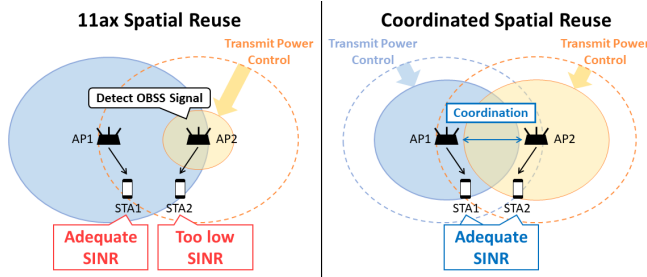 11ax Spatial Reuse
Transmit Power
Control
Detect OBSS Signal
AP1
AP2
STA1
STA2
Adequate
SINR
Too low
SINR
Coordinated Spatial Reuse
Transmit Power
Control
Transmit Power
Control
Coordination
AP1
AP2
STA1
STA2
Adequate
SINR